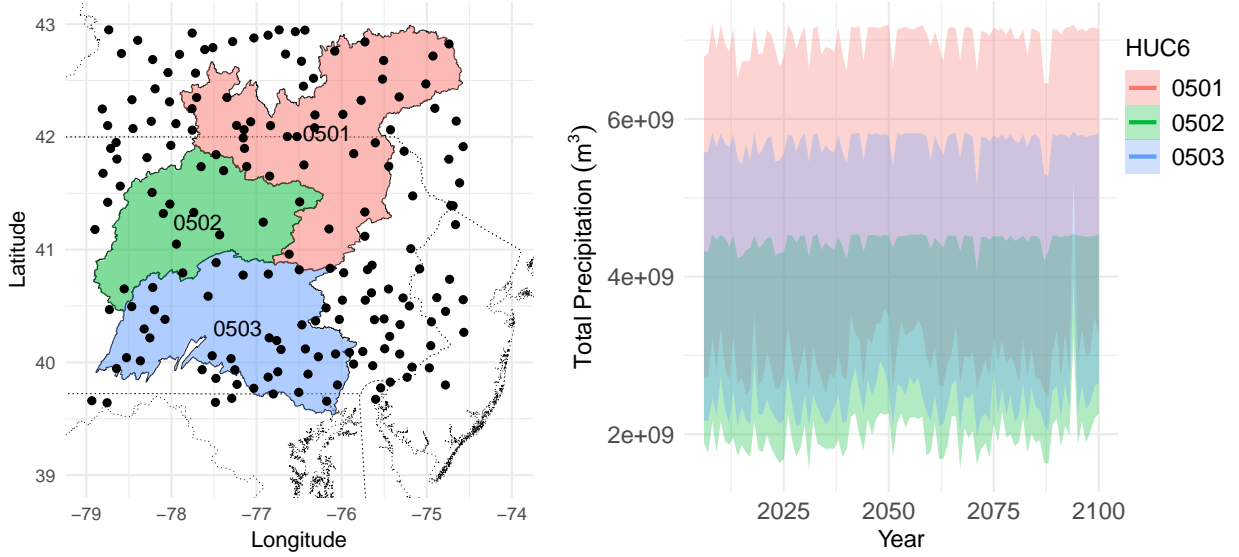 43
42
41
40
39
Latitude
0501
0502
0503
−79
−78
−77
−76
−75
−74
Longitude
6e+09
4e+09
2e+09
Total Precipitation (m³)
2025
2050
2075
2100
Year
HUC6
0501
0502
0503